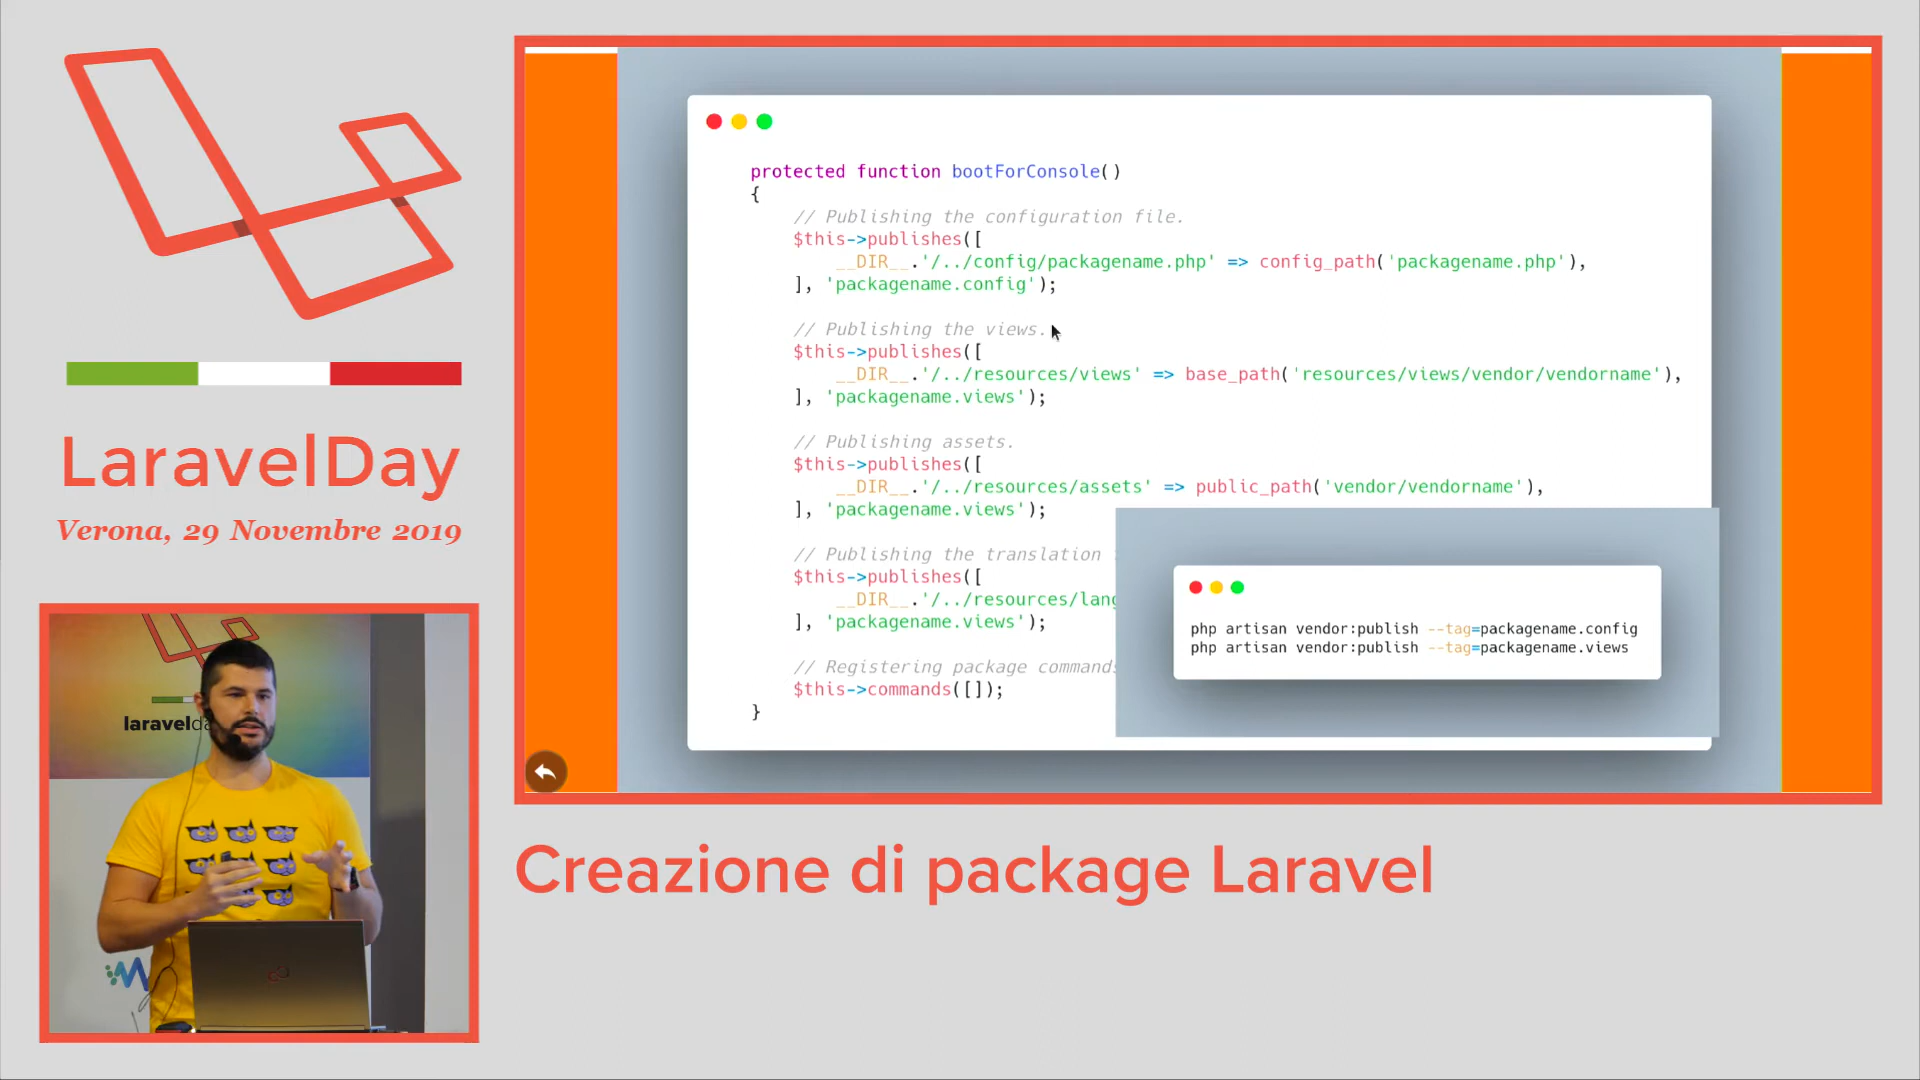 LaravelDay
Verona, 29 Novembre 2019
protected function bootForConsole()
{
// Publishing the configuration file.
$this->publishes([
__DIR__.'/../config/packagename.php' => config_path('packagename.php'),
], 'packagename.config');
// Publishing the views.
$this->publishes([
__DIR__.'/../resources/views' => base_path('resources/views/vendor/vendorname'),
], 'packagename.views');
// Publishing assets.
$this->publishes([
__DIR__.'/../resources/assets' => public_path('vendor/vendorname'),
], 'packagename.views');
// Publishing the translation
$this->publishes([
__DIR__.'/../resources/lang
], 'packagename.views');
// Registering package commands
$this->commands([]);
}
php artisan vendor:publish --tag=packagename.config
php artisan vendor:publish --tag=packagename.views
laravelda
Creazione di package Laravel